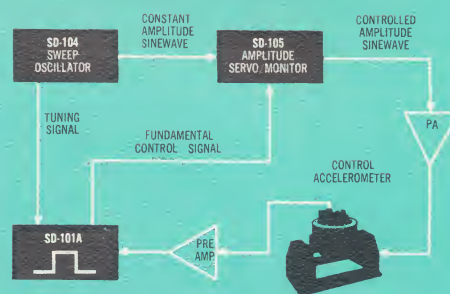 CONSTANT
AMPLITUDE
SINEWAVE
CONTROLLED
AMPLITUDE
SINEWAVE
SD-104
SWEEP
OSCILLATOR
SD-105
AMPLITUDE
SERVO/MONITOR
TUNING
SIGNAL
FUNDAMENTAL
CONTROL SIGNAL
PA
CONTROL
ACCELEROMETER
SD-101A
PRE
AMP.